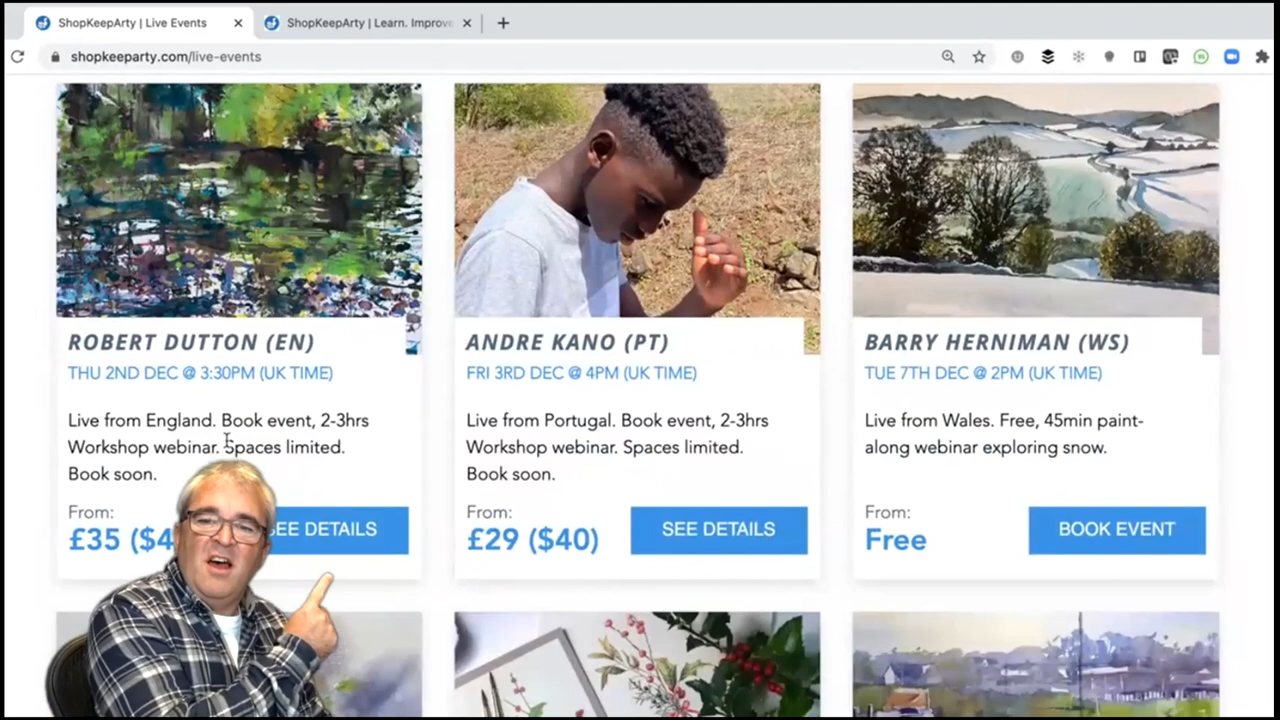 ShopKeepArty | Live Events
ShopKeepArty | Learn. Improve
shopkeeparty.com/live-events
ROBERT DUTTON (EN)
THU 2ND DEC @ 3:30PM (UK TIME)
Live from England. Book event, 2-3hrs
Workshop webinar. Spaces limited.
Book soon.
From:
£35 ($4
SEE DETAILS
ANDRE KANO (PT)
FRI 3RD DEC @ 4PM (UK TIME)
Live from Portugal. Book event, 2-3hrs
Workshop webinar. Spaces limited.
Book soon.
From:
£29 ($40)
SEE DETAILS
BARRY HERNIMAN (WS)
TUE 7TH DEC @ 2PM (UK TIME)
Live from Wales. Free, 45min paint-
along webinar exploring snow.
From:
Free
BOOK EVENT